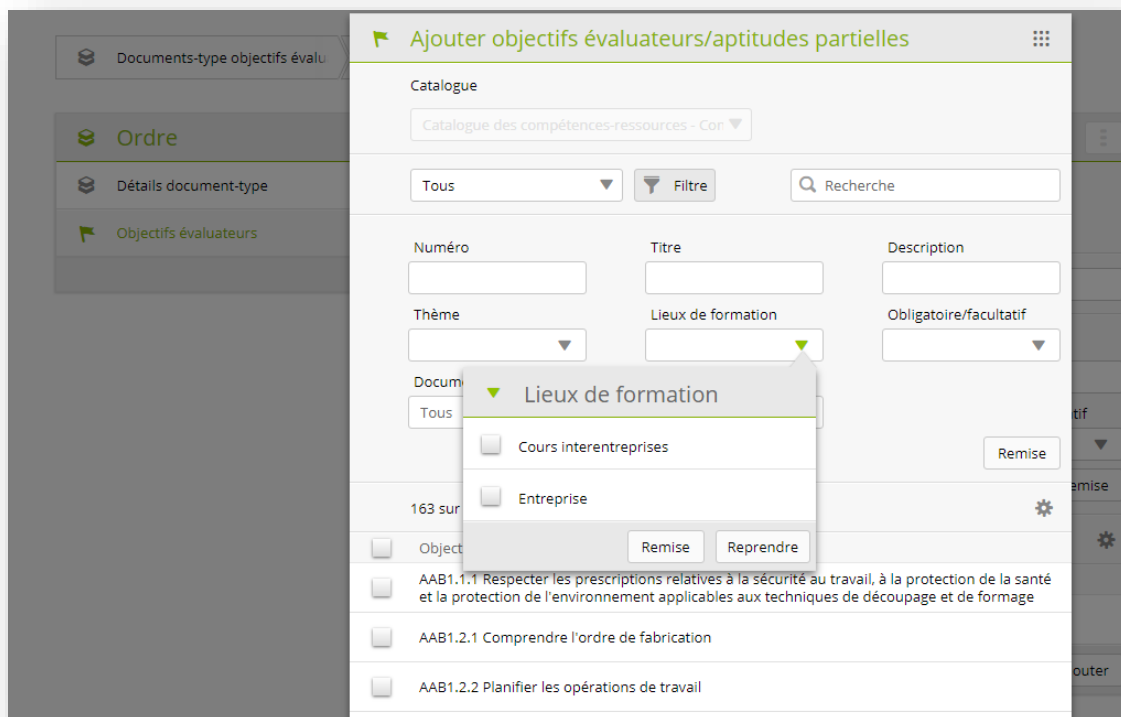 Documents-type objectifs évalu
Ordre
Détails document-type
Objectifs évaluateurs
Ajouter objectifs évaluateurs/aptitudes partielles
Catalogue
Catalogue des compétences-ressources - Cor
Tous
Filtre
Recherche
Numéro
Titre
Description
Thème
Lieux de formation
Obligatoire/facultatif
Docum
Tous
Lieux de formation
Cours interentreprises
Entreprise
Remise
Reprendre
Remise
163 sur
Object
AAB1.1.1 Respecter les prescriptions relatives à la sécurité au travail, à la protection de la santé
et la protection de l'environnement applicables aux techniques de découpage et de formage
AAB1.2.1 Comprendre l'ordre de fabrication
AAB1.2.2 Planifier les opérations de travail
tif
emise
outer